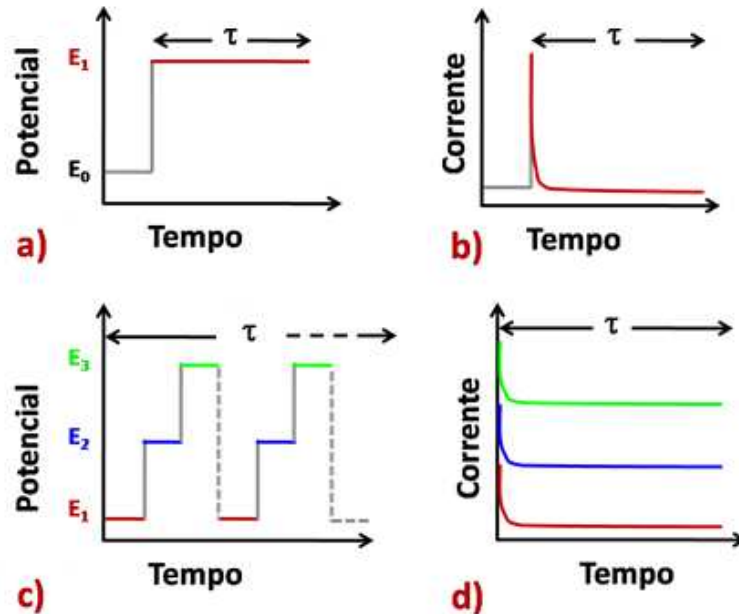 τ
E₁
Potencial
E₀
Tempo
a)
τ
Corrente
Tempo
b)
τ
E₃
E₂
Potencial
E₁
Tempo
c)
τ
Corrente
Tempo
d)